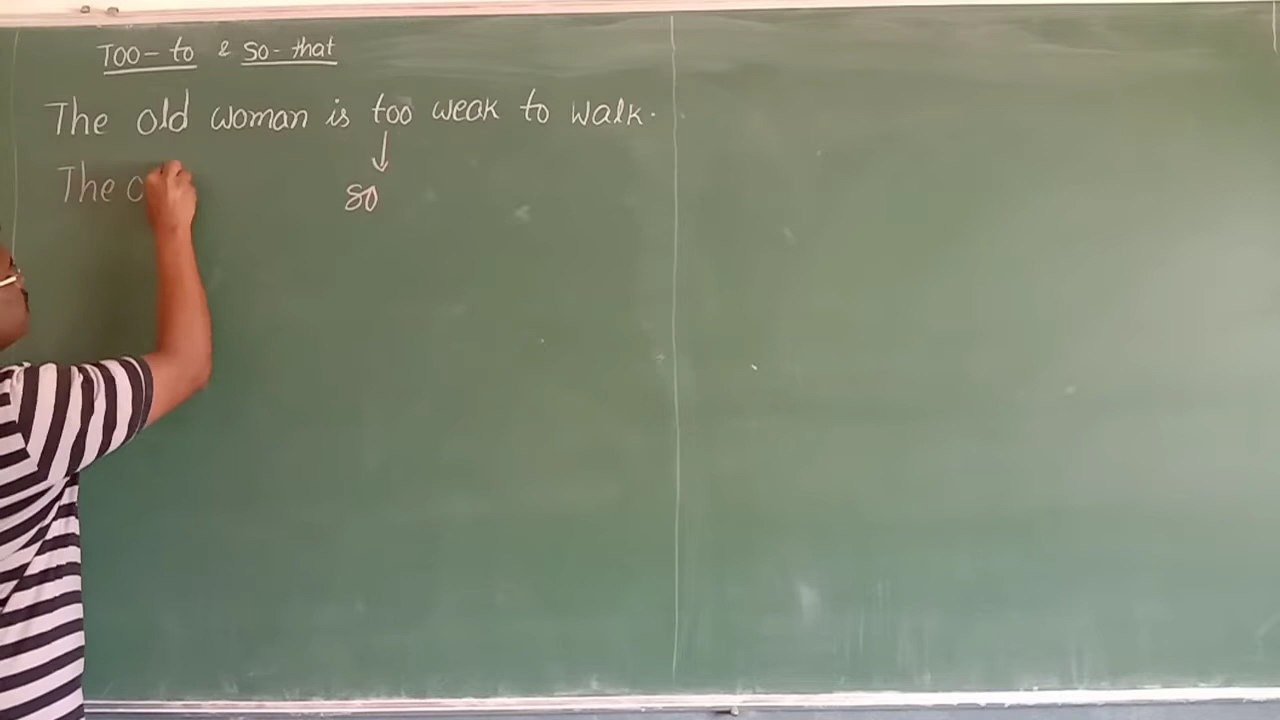 Too - to & So - that
The old woman is too weak to walk.
↓
The
so